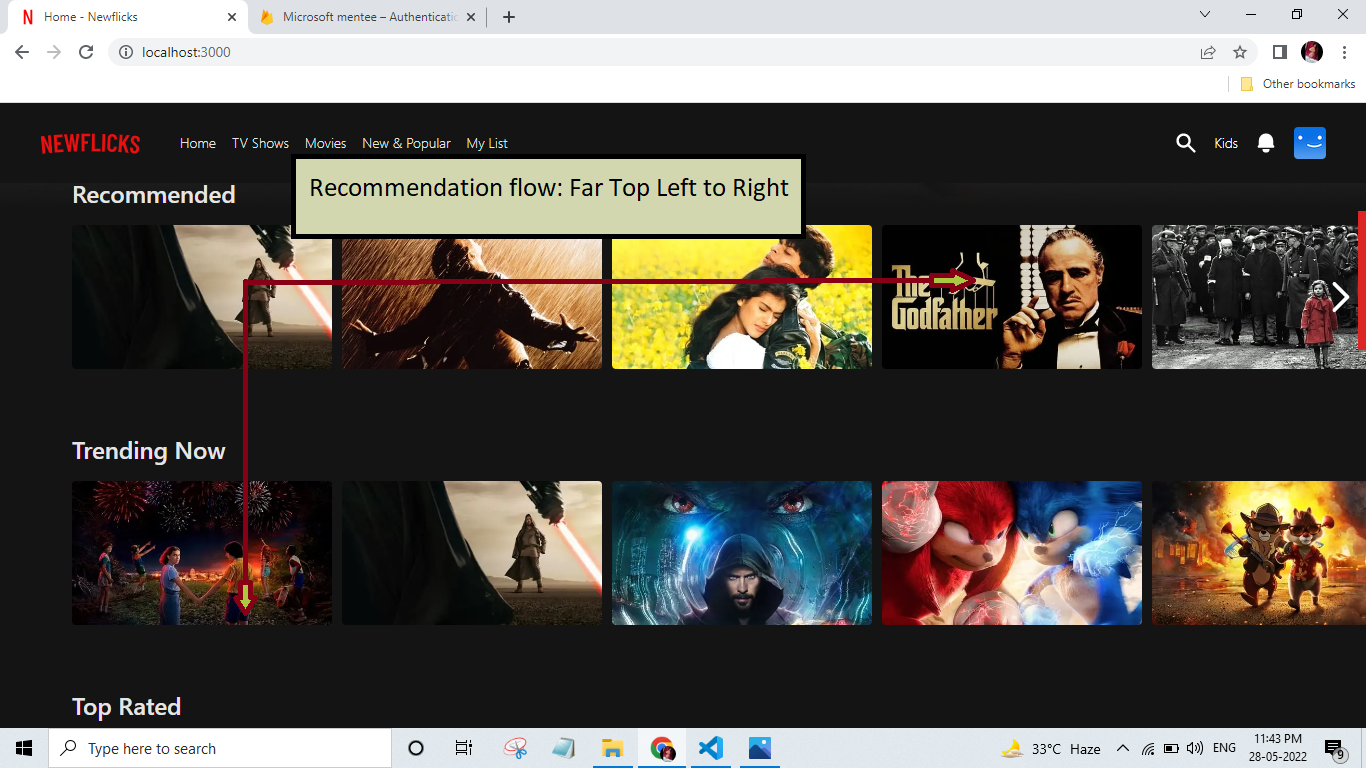 Home - Newflicks
Microsoft mentee – Authenticatic
localhost:3000
Other bookmarks
NEWFLICKS Home TV Shows Movies New & Popular My List Kids
Recommendation flow: Far Top Left to Right
Recommended
The
Godfather
Trending Now
Top Rated
Type here to search
33°C Haze
ENG
11:43 PM
28-05-2022
9